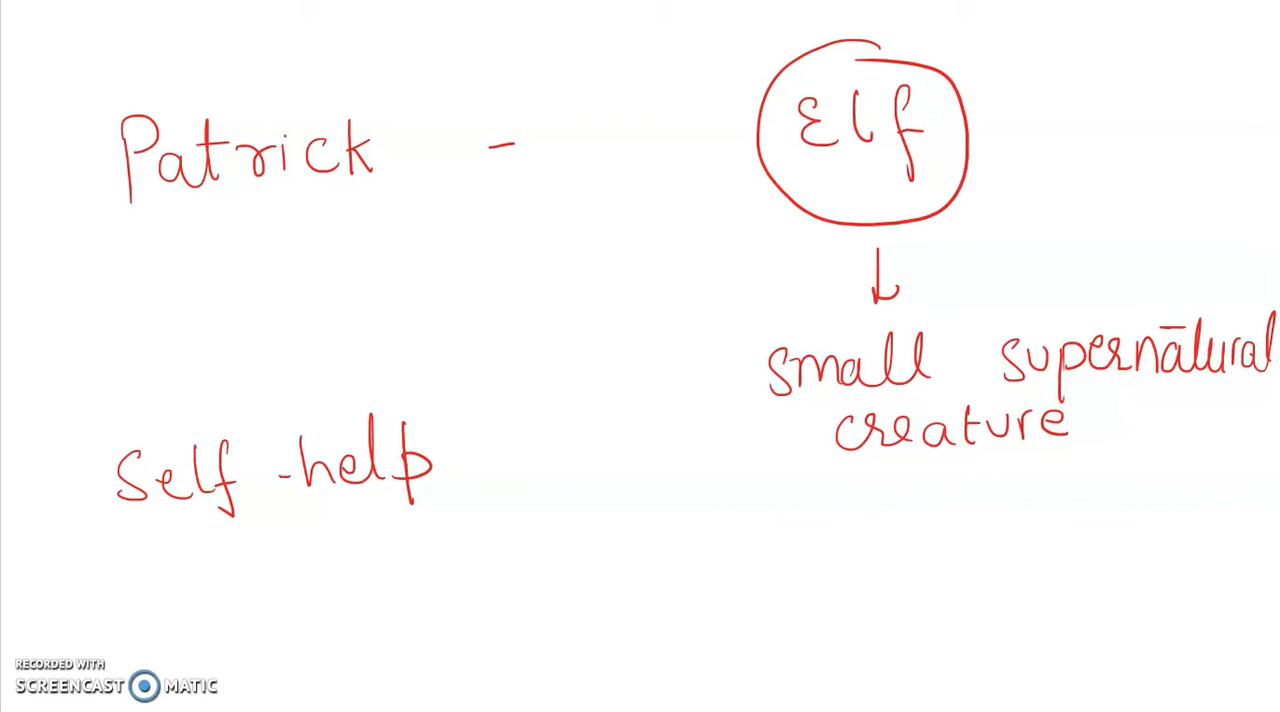 Patrick - Elf
small supernatural
creature
Self-help
RECORDED WITH
SCREENCAST MATIC